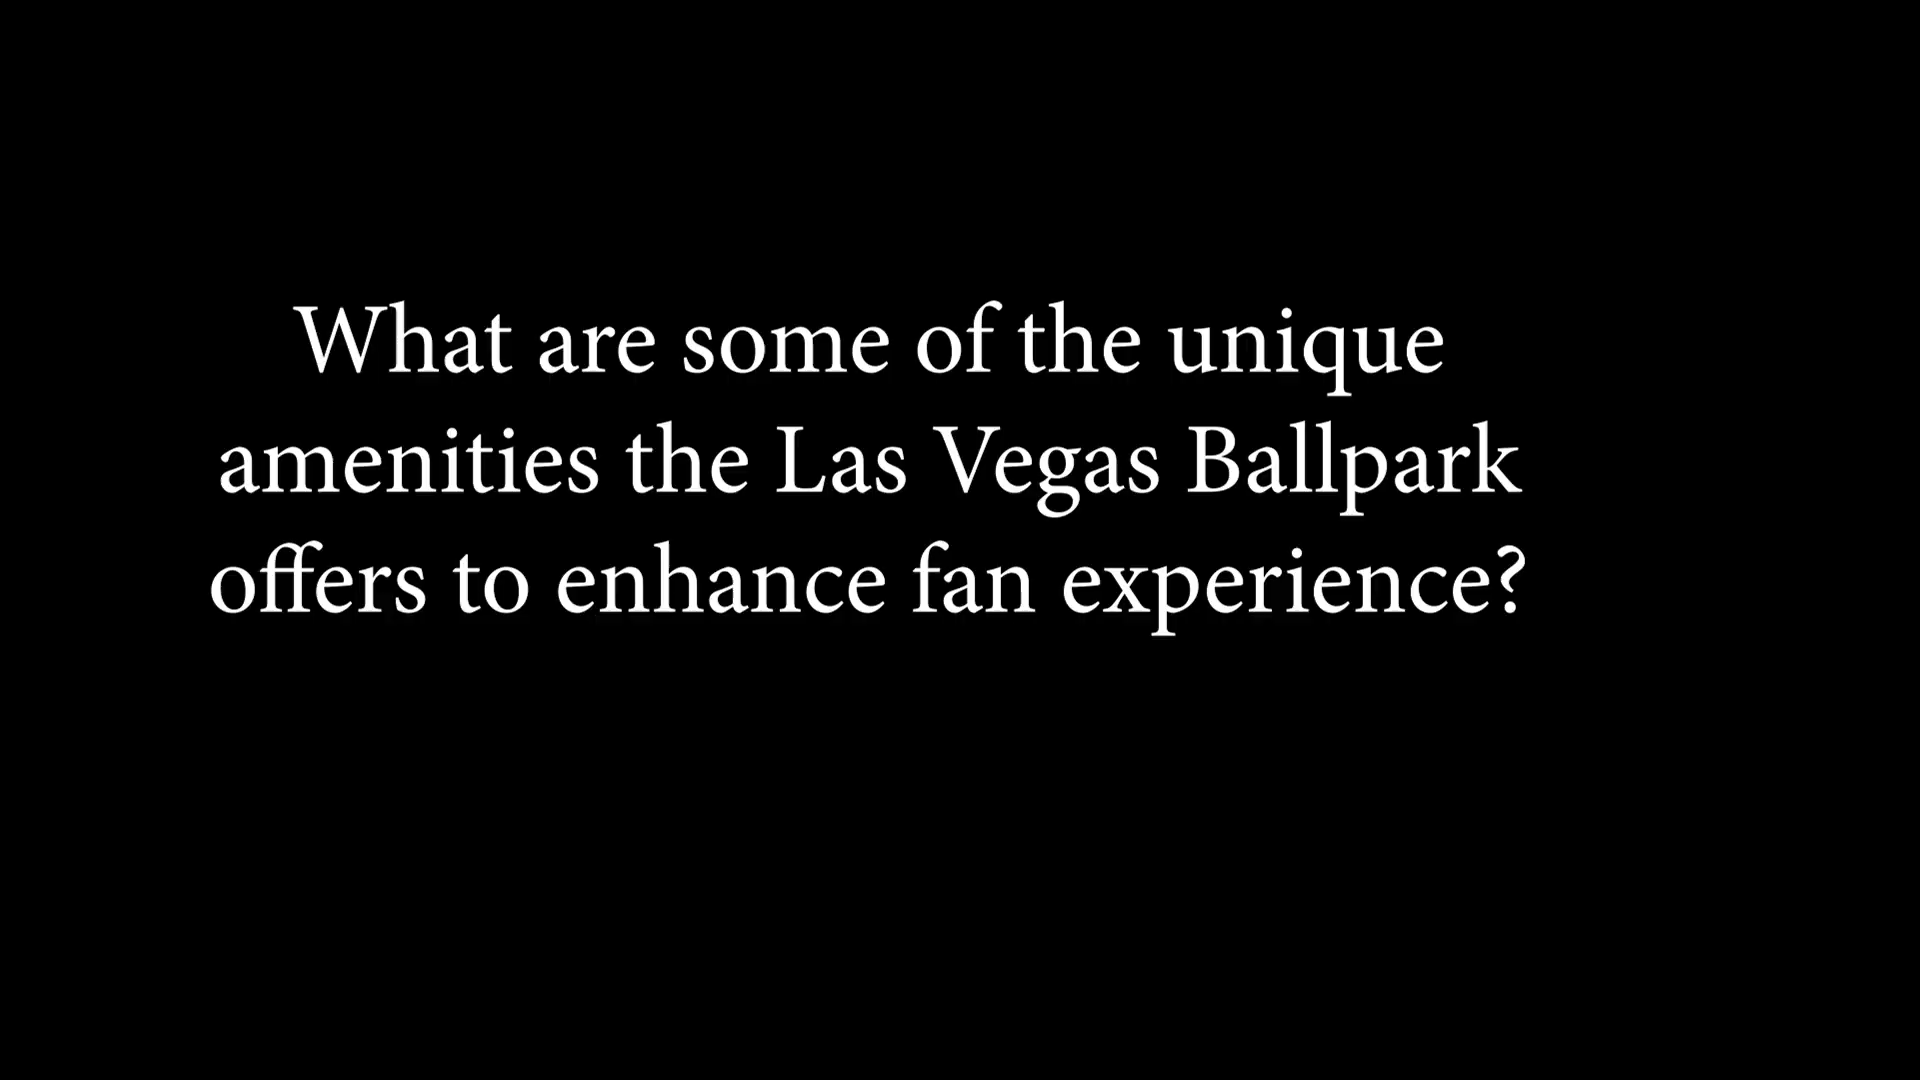 What are some of the unique
amenities the Las Vegas Ballpark
offers to enhance fan experience?